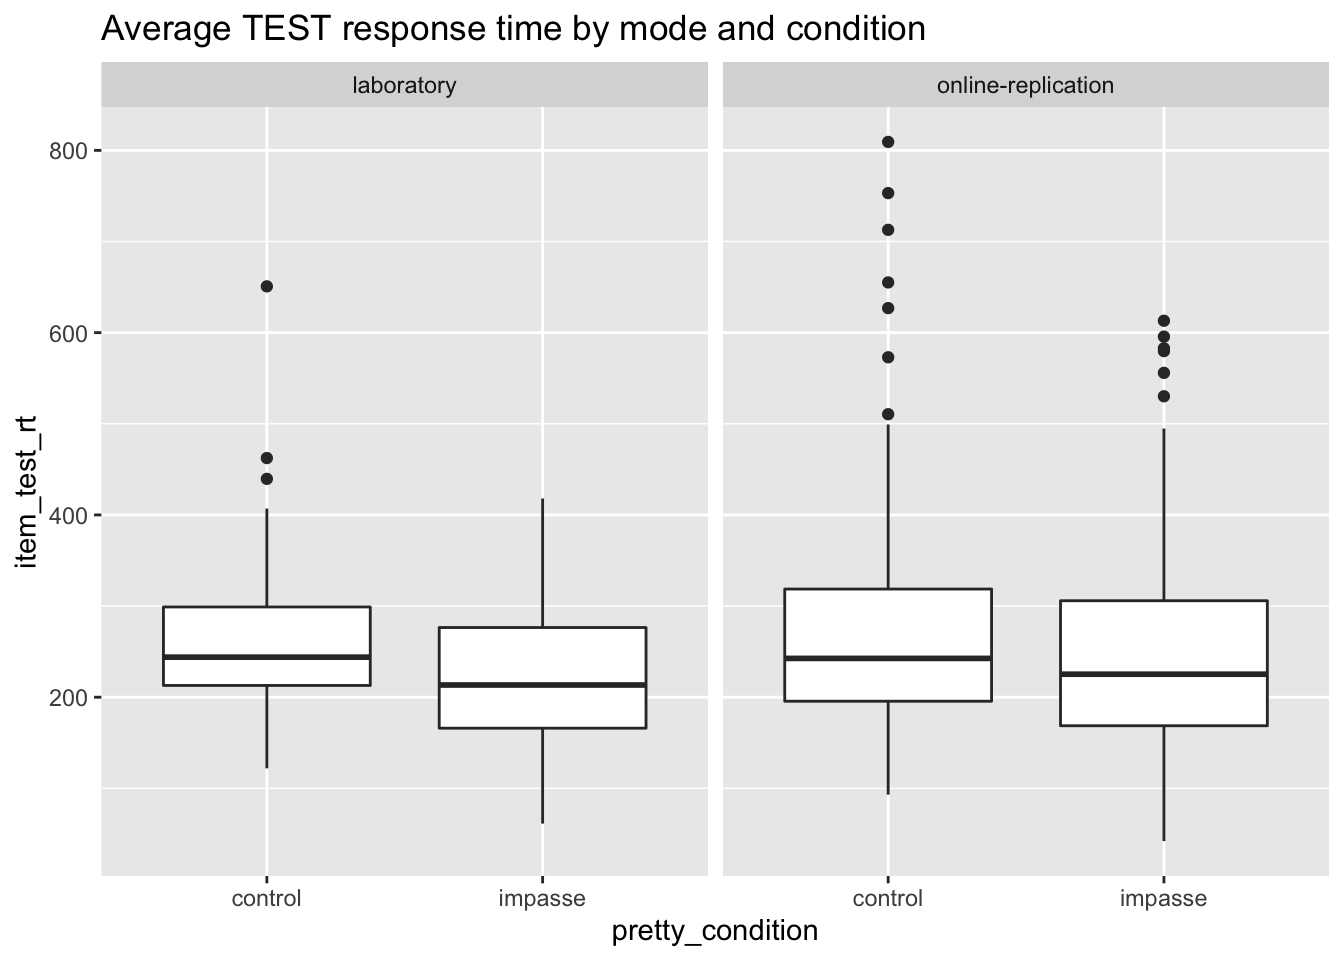 Average TEST response time by mode and condition
laboratory
online-replication
800
600
400
200
item_test_rt
control
impasse
control
impasse
pretty_condition